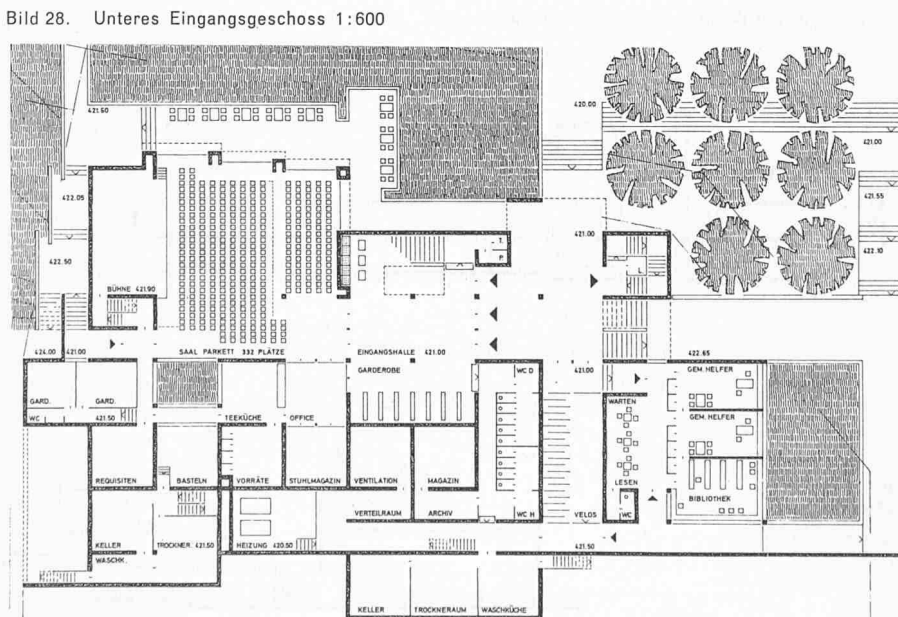 Bild 28. Unteres Eingangsgeschoss 1:600
421.60
420.00
421.00
422.05
421.55
422.50
421.00
T.
P.
L.
422.10
BÜHNE 421.90
424.00 421.00
SAAL PARKETT 332 PLÄTZE
EINGANGSHALLE 421.00
422.65
GARDEROBE
WC D
421.00
GEM. HELFER
GARD.
GARD.
WARTEN
WC
421.50
TEEKÜCHE
OFFICE
GEM. HELFER
REQUISITEN
BASTELN
VORRÄTE
STUHLMAGAZIN
VENTILATION
MAGAZIN
LESEN
BIBLIOTHEK
VERTEILRAUM
ARCHIV
WC H
VELOS
WC
KELLER
TROCKNER. 421.50
HEIZUNG 420.50
421.50
WASCHK.
KELLER
TROCKNERAUM
WASCHKÜCHE